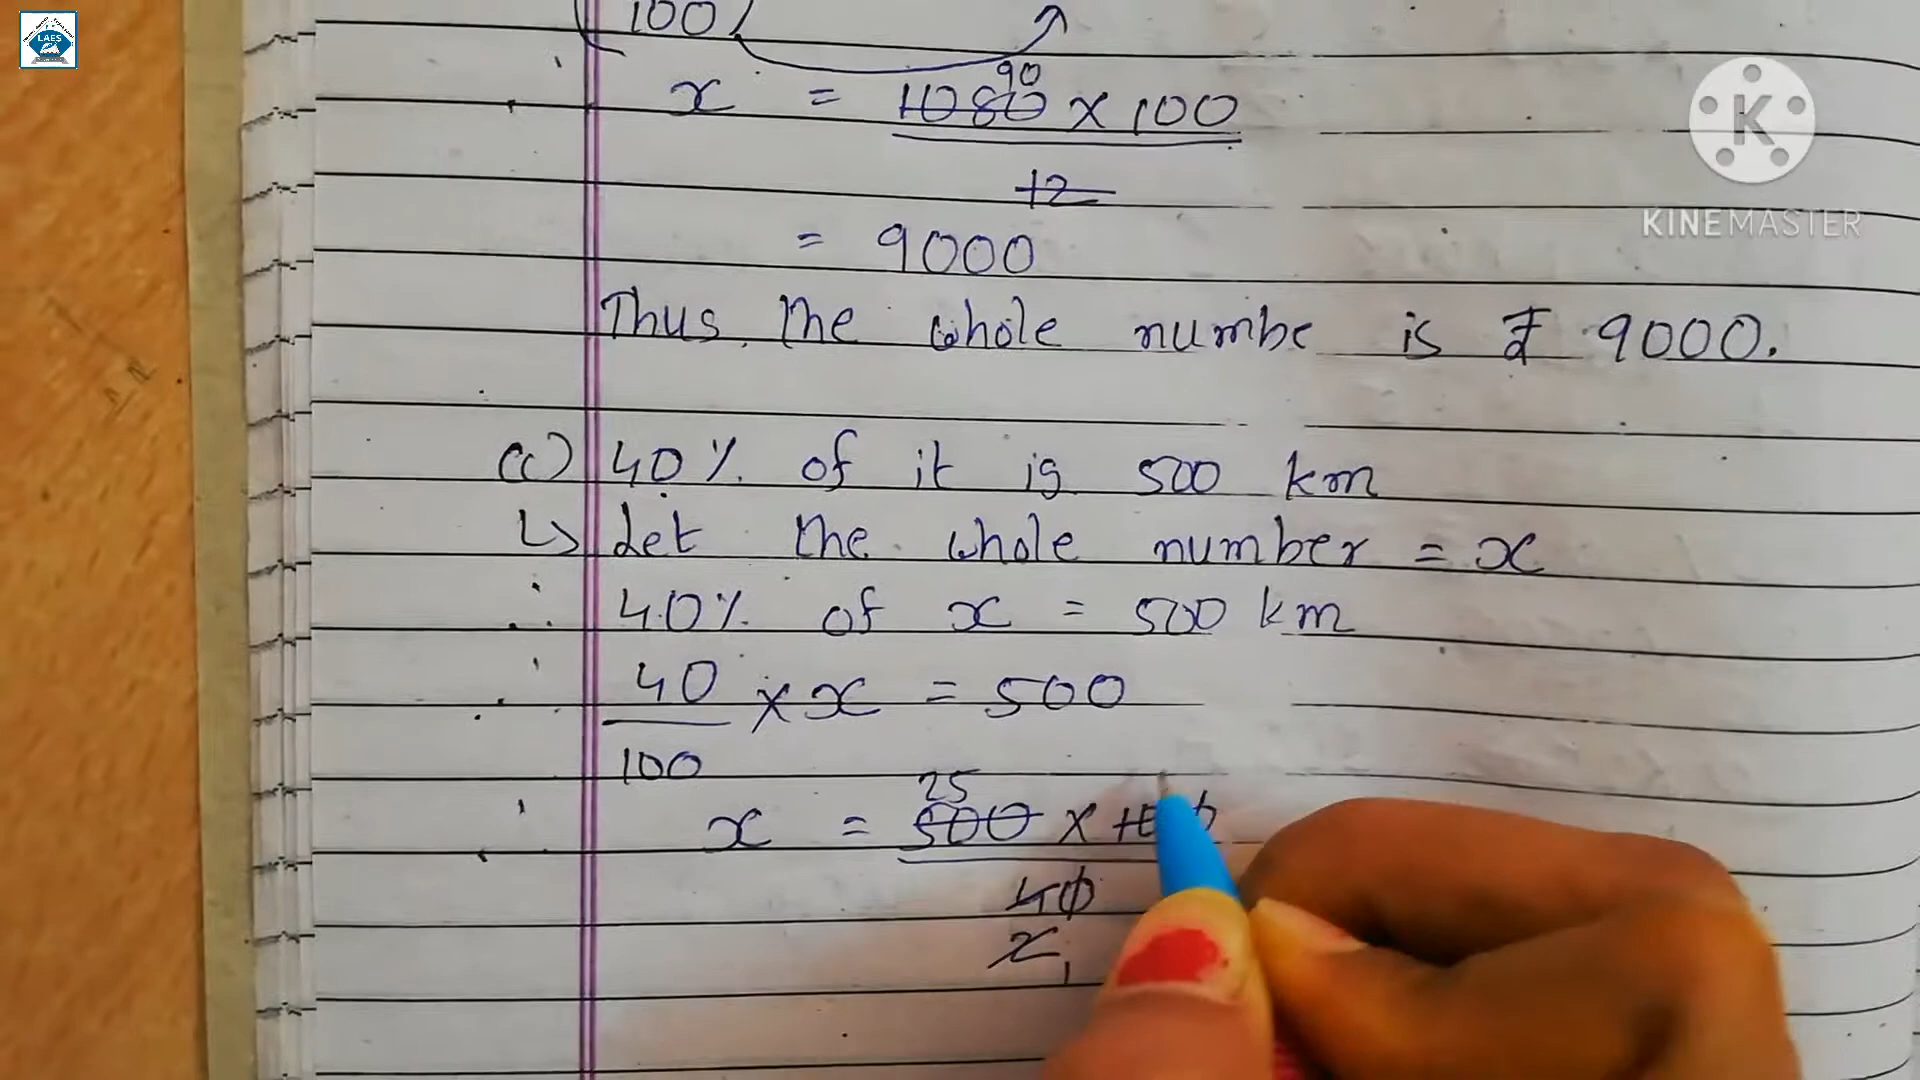 LAES
100
90
x = 1080 x 100
12
= 9000
Thus, the whole numbe is ₹ 9000.
(c) 40% of it is 500 km
↳ Let the whole number = x
∴ 40% of x = 500 km
∴ 40 x x = 500
100
25
x = 500 x
40
1
K
KINEMASTER